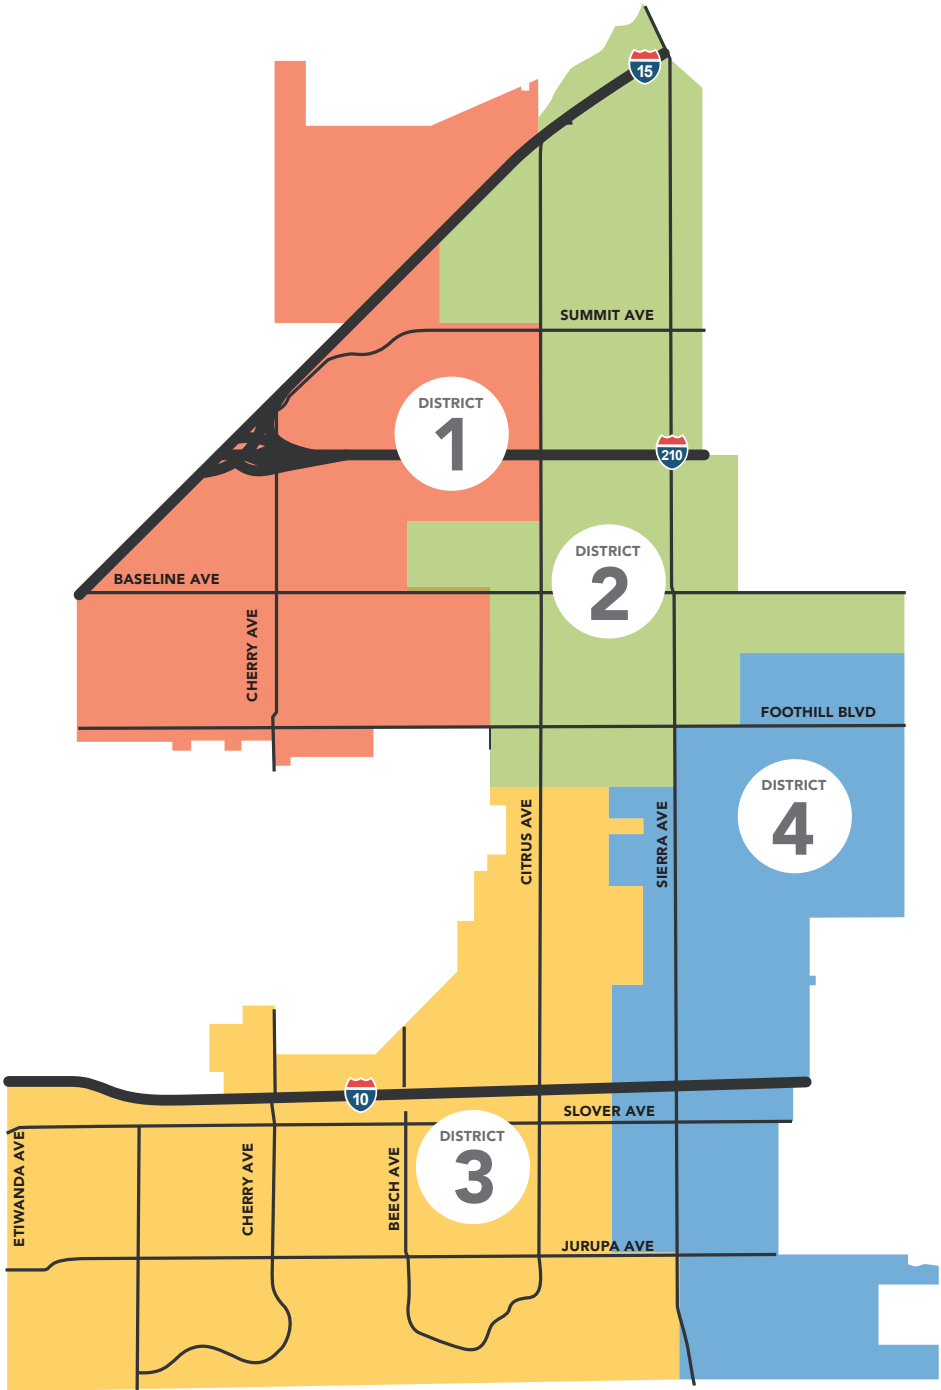 15
SUMMIT AVE
DISTRICT
1
210
DISTRICT
2
BASELINE AVE
CHERRY AVE
FOOTHILL BLVD
DISTRICT
4
CITRUS AVE
SIERRA AVE
10
SLOVER AVE
DISTRICT
3
ETIWANDA AVE
CHERRY AVE
BEECH AVE
JURUPA AVE